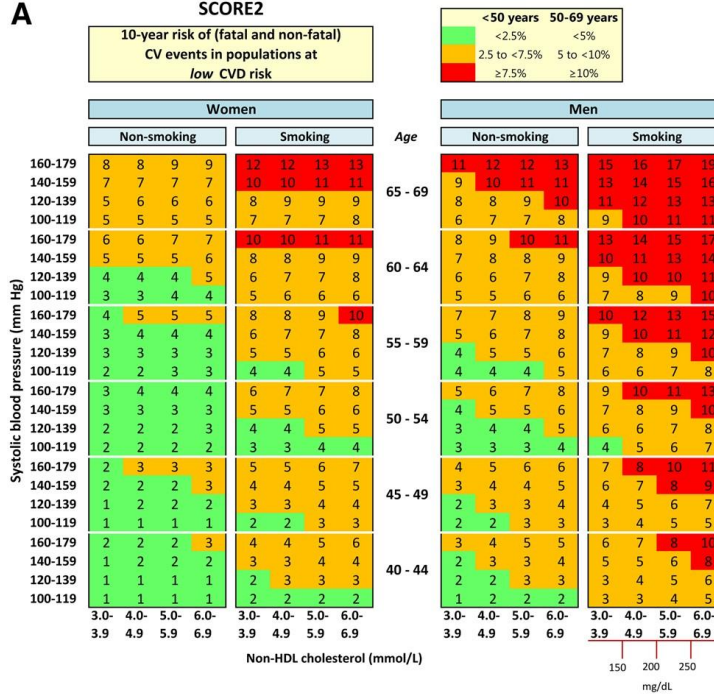 A
SCORE2
10-year risk of (fatal and non-fatal)
CV events in populations at
low CVD risk
<50 years 50-69 years
<2.5% <5%
2.5 to <7.5% 5 to <10%
≥7.5% ≥10%
Women Men
Non-smoking Smoking Age Non-smoking Smoking
Systolic blood pressure (mm Hg)
160-179 8 8 9 9 12 12 13 13 11 12 12 13 15 16 17 19
140-159 7 7 7 7 10 10 11 11 9 10 11 11 13 14 15 16
65 - 69
120-139 5 6 6 6 8 9 9 9 8 8 9 10 11 12 13 13
100-119 5 5 5 5 7 7 7 8 6 7 7 8 9 10 11 11
160-179 6 6 7 7 10 10 11 11 8 9 10 11 13 14 15 17
140-159 5 5 5 6 8 8 9 9 7 8 8 9 10 11 13 14
60 - 64
120-139 4 4 4 5 6 7 7 8 6 6 7 8 9 10 10 11
100-119 3 3 4 4 5 6 6 6 5 5 6 6 7 8 9 10
160-179 4 5 5 5 8 8 9 10 7 7 8 9 10 12 13 15
140-159 3 4 4 4 6 7 7 8 5 6 7 8 9 10 11 12
55 - 59
120-139 3 3 3 3 5 5 6 6 4 5 5 6 7 8 9 10
100-119 2 2 3 3 4 4 5 5 4 4 4 5 6 6 7 8
160-179 3 4 4 4 6 7 7 8 5 6 7 8 9 10 11 13
140-159 3 3 3 3 5 5 6 6 4 5 5 6 7 8 9 10
50 - 54
120-139 2 2 2 3 4 4 5 5 3 4 4 5 6 6 7 8
100-119 2 2 2 2 3 3 4 4 3 3 3 4 4 5 6 7
160-179 2 3 3 3 5 5 6 7 4 5 6 6 7 8 10 11
140-159 2 2 2 3 4 4 5 5 3 4 4 5 6 7 8 9
45 - 49
120-139 1 2 2 2 3 3 4 4 2 3 3 4 4 5 6 7
100-119 1 1 1 1 2 2 3 3 2 2 3 3 3 4 5 5
160-179 2 2 2 3 4 4 5 6 3 4 5 5 6 7 8 10
140-159 1 2 2 2 3 3 4 4 2 3 3 4 5 5 6 8
40 - 44
120-139 1 1 1 1 2 3 3 3 2 2 3 3 3 4 5 6
100-119 1 1 1 1 2 2 2 2 1 2 2 2 3 3 4 5
3.0- 4.0- 5.0- 6.0- 3.0- 4.0- 5.0- 6.0- 3.0- 4.0- 5.0- 6.0- 3.0- 4.0- 5.0- 6.0-
3.9 4.9 5.9 6.9 3.9 4.9 5.9 6.9 3.9 4.9 5.9 6.9 3.9 4.9 5.9 6.9
Non-HDL cholesterol (mmol/L)
150 200 250
mg/dL